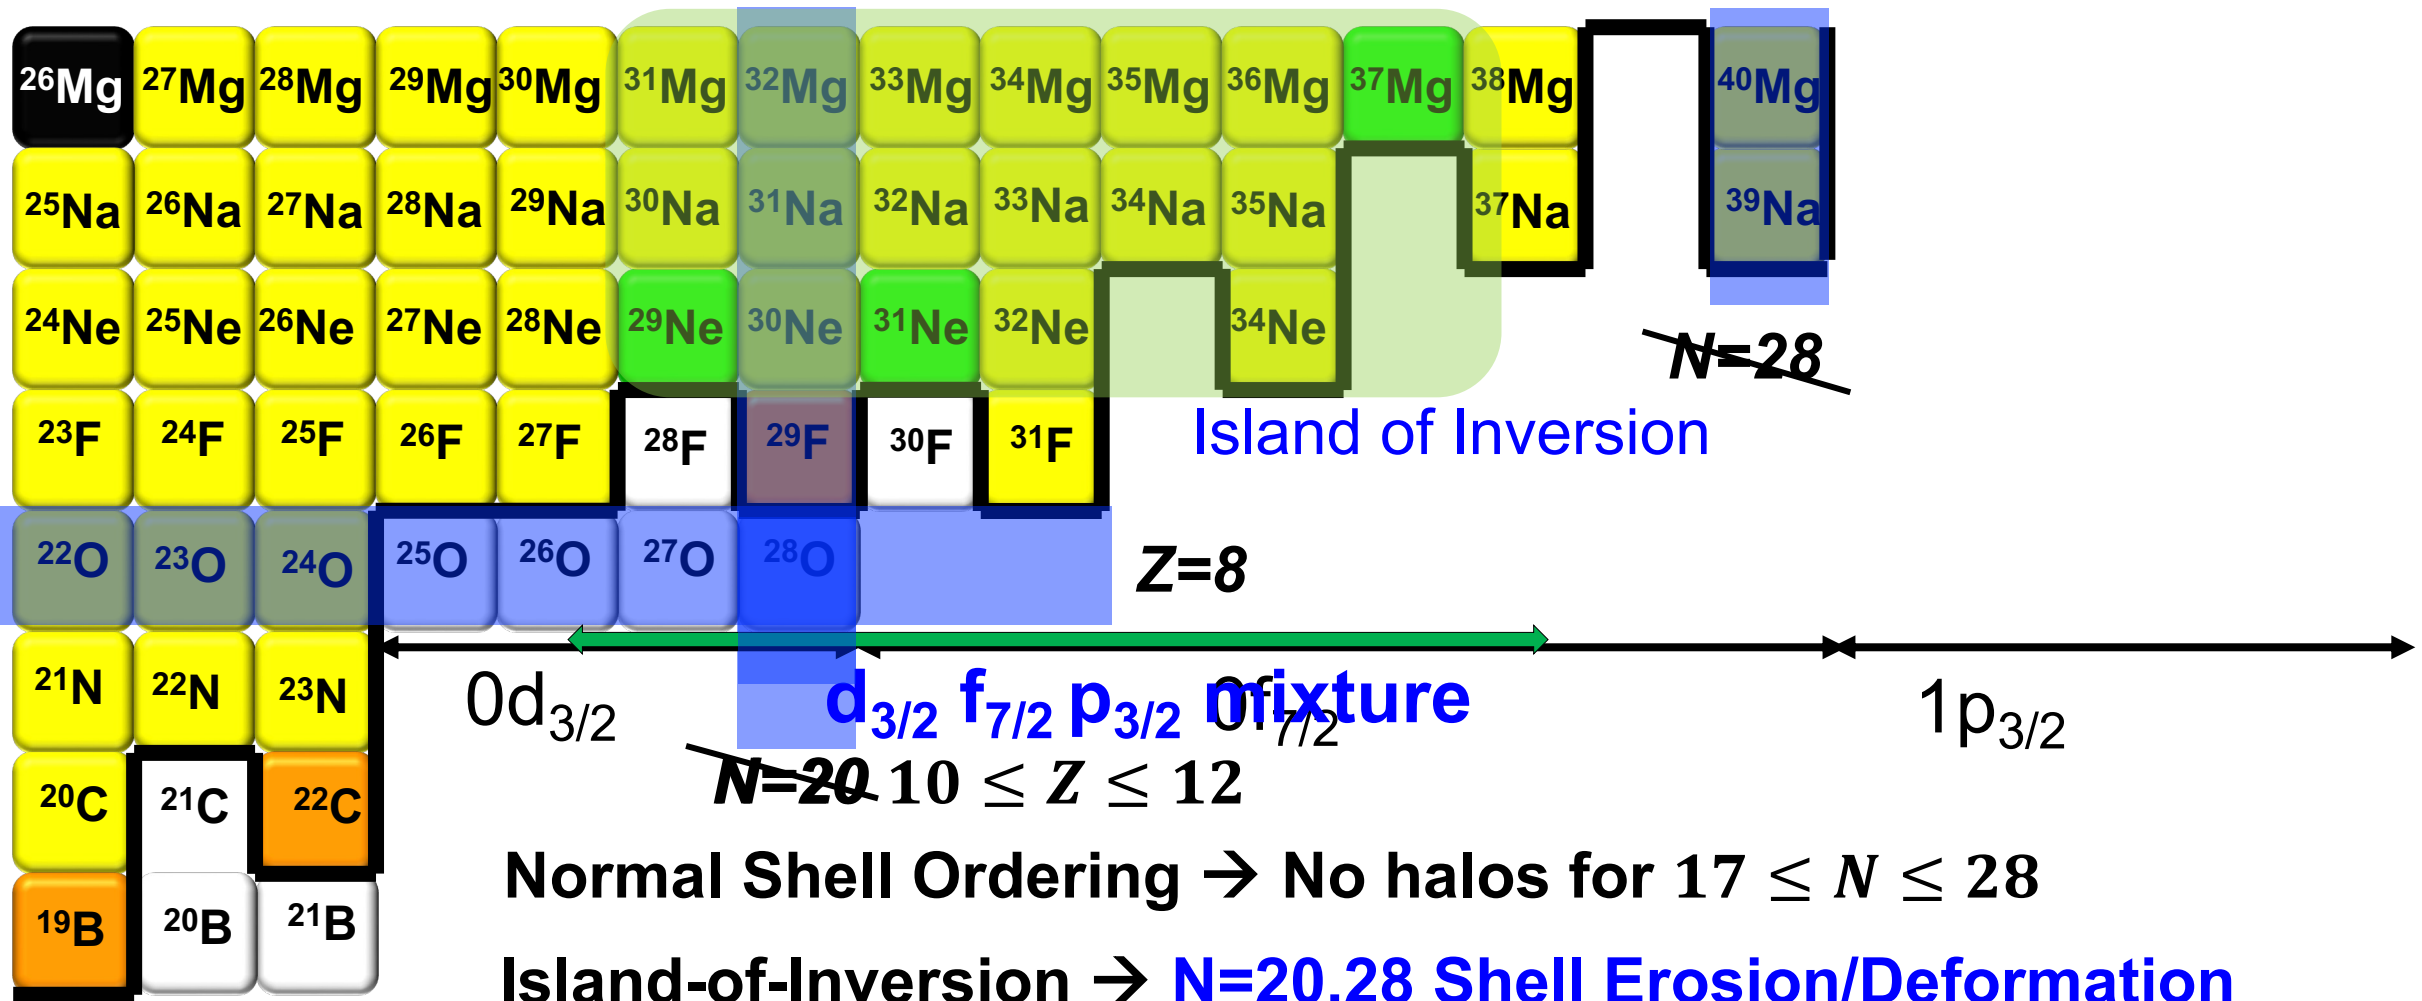 ²⁶Mg ²⁷Mg ²⁸Mg ²⁹Mg ³⁰Mg ³¹Mg ³²Mg ³³Mg ³⁴Mg ³⁵Mg ³⁶Mg ³⁷Mg ³⁸Mg ⁴⁰Mg
²⁵Na ²⁶Na ²⁷Na ²⁸Na ²⁹Na ³⁰Na ³¹Na ³²Na ³³Na ³⁴Na ³⁵Na ³⁷Na ³⁹Na
²⁴Ne ²⁵Ne ²⁶Ne ²⁷Ne ²⁸Ne ²⁹Ne ³⁰Ne ³¹Ne ³²Ne ³⁴Ne
N=28
²³F ²⁴F ²⁵F ²⁶F ²⁷F ²⁸F ²⁹F ³⁰F ³¹F
Island of Inversion
²²O ²³O ²⁴O ²⁵O ²⁶O ²⁷O ²⁸O
Z=8
²¹N ²²N ²³N
0d₃/₂
d₃/₂ f₇/₂ p₃/₂ mixture
0f₇/₂
1p₃/₂
N=20 10 ≤ Z ≤ 12
²⁰C ²¹C ²²C
Normal Shell Ordering → No halos for 17 ≤ N ≤ 28
¹⁹B ²⁰B ²¹B
Island-of-Inversion → N=20,28 Shell Erosion/Deformation